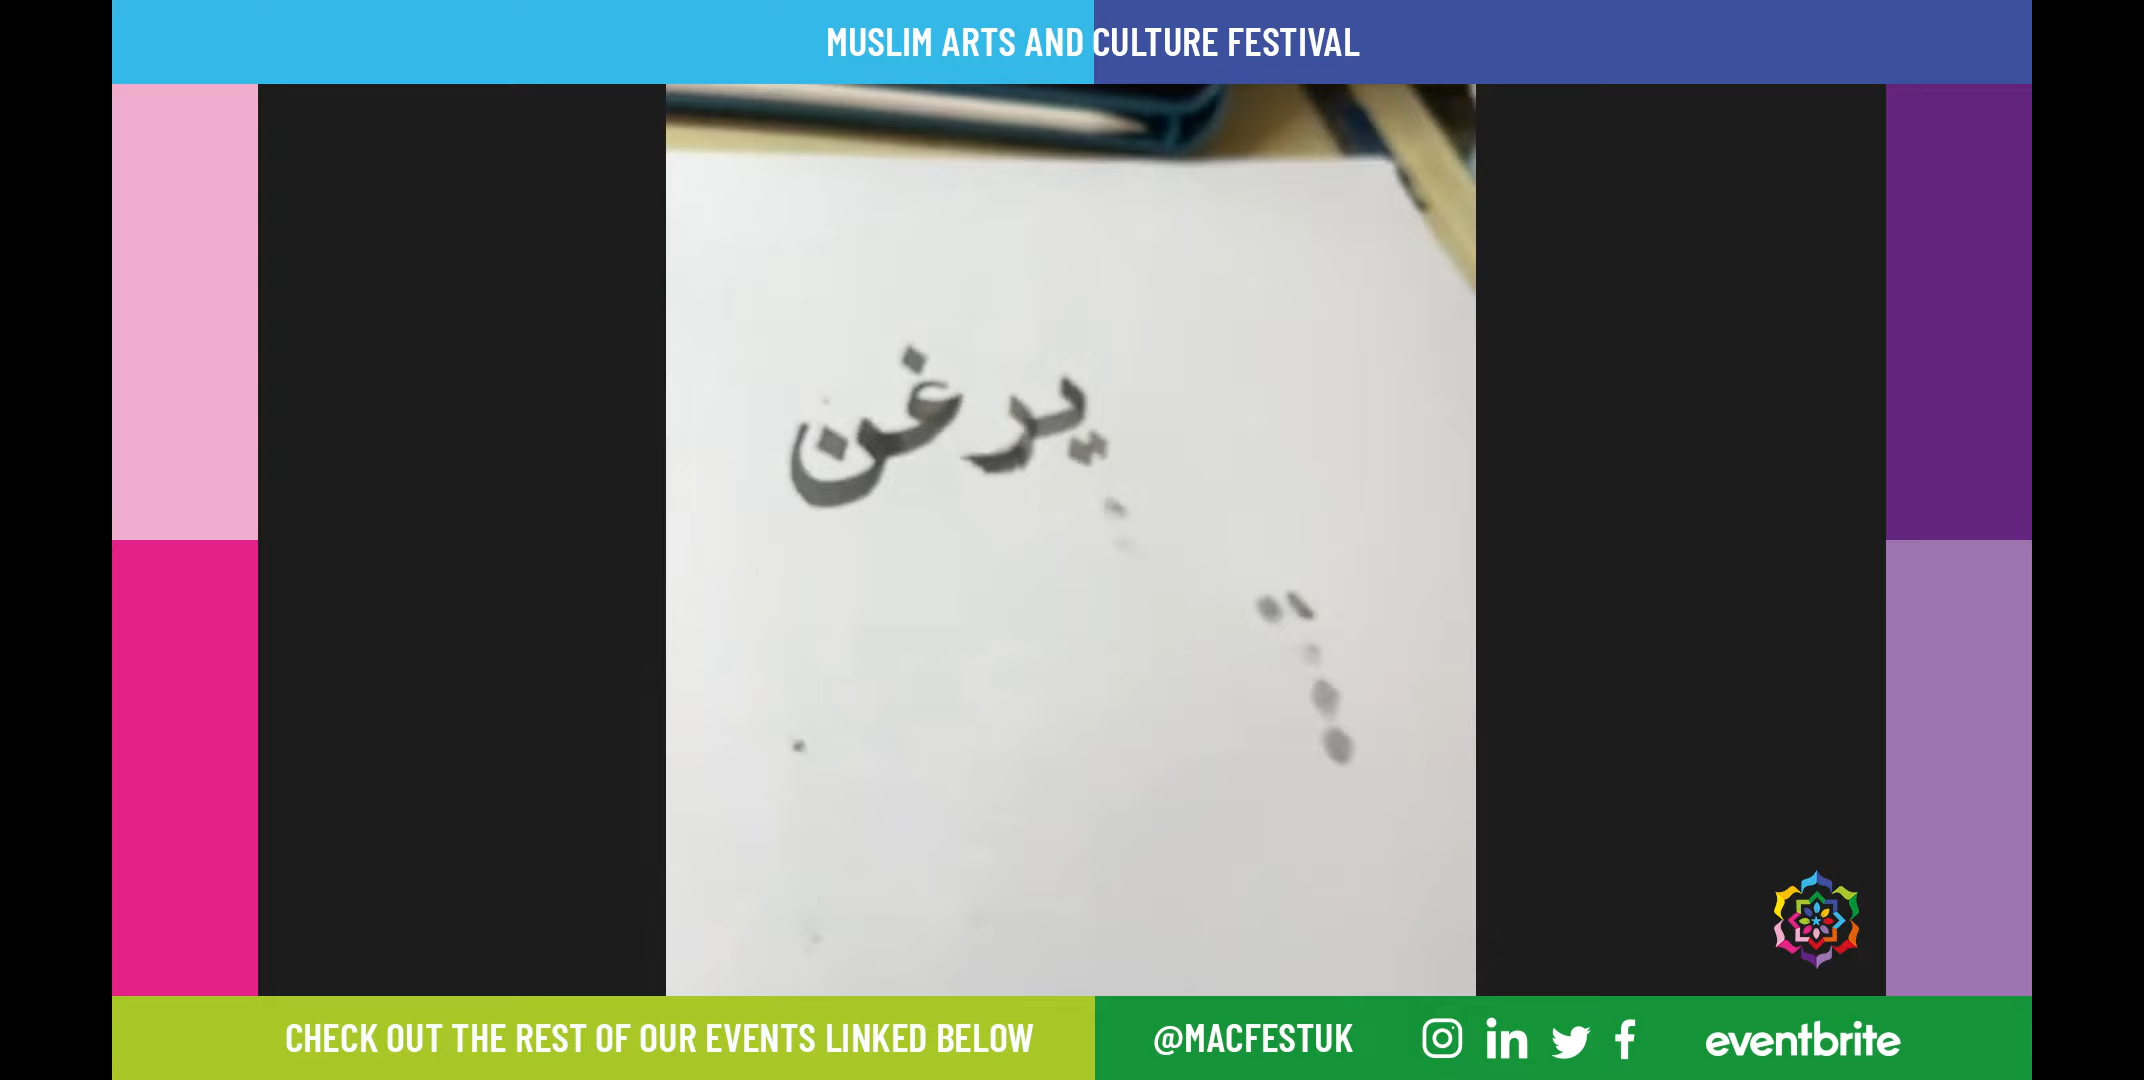 MUSLIM ARTS AND CULTURE FESTIVAL
يرغن
CHECK OUT THE REST OF OUR EVENTS LINKED BELOW
@MACFESTUK
eventbrite